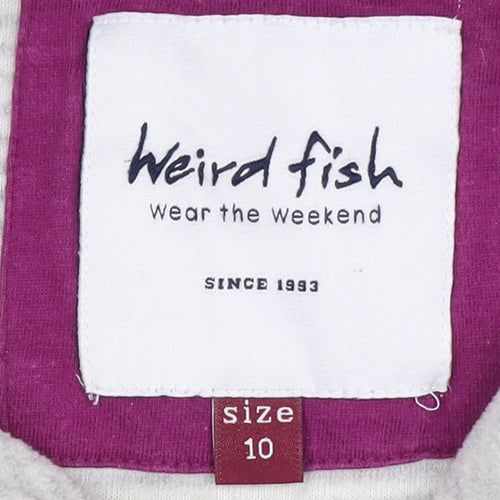 Weird fish
Wear the weekend
SINCE 1993
size
10